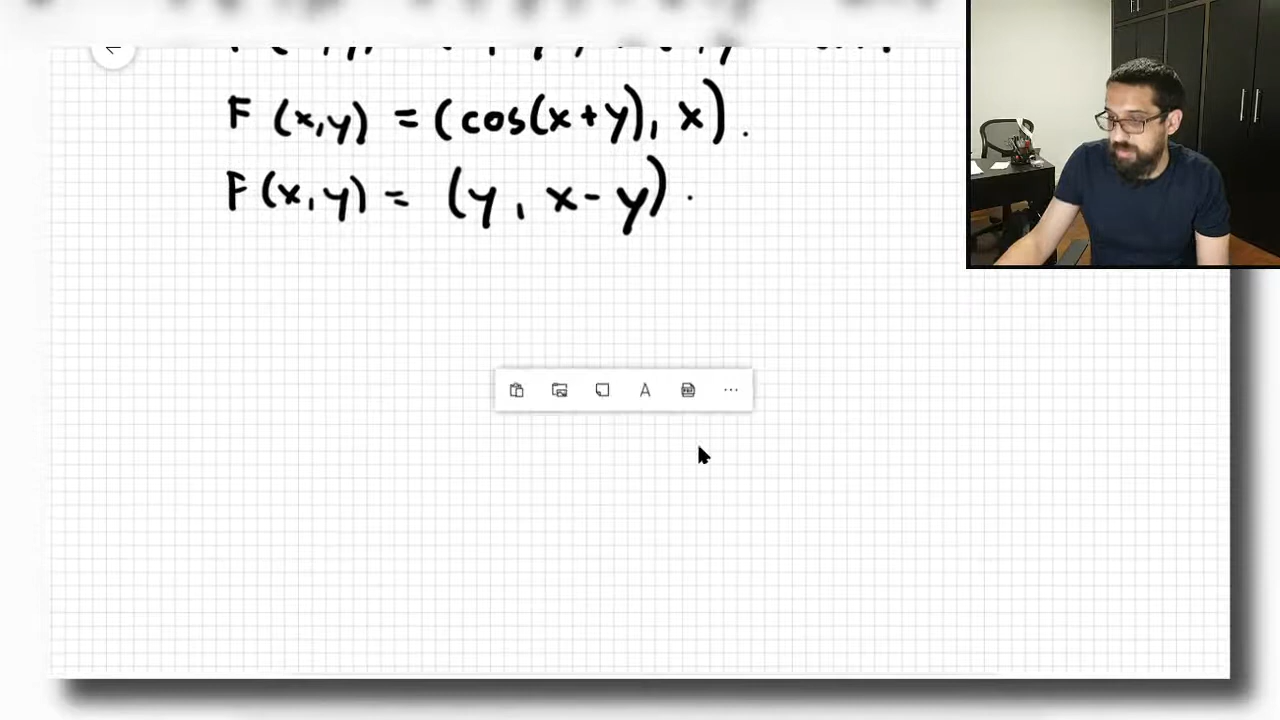 F (x,y) = (cos(x+y), x).
F(x,y) = (y, x-y).